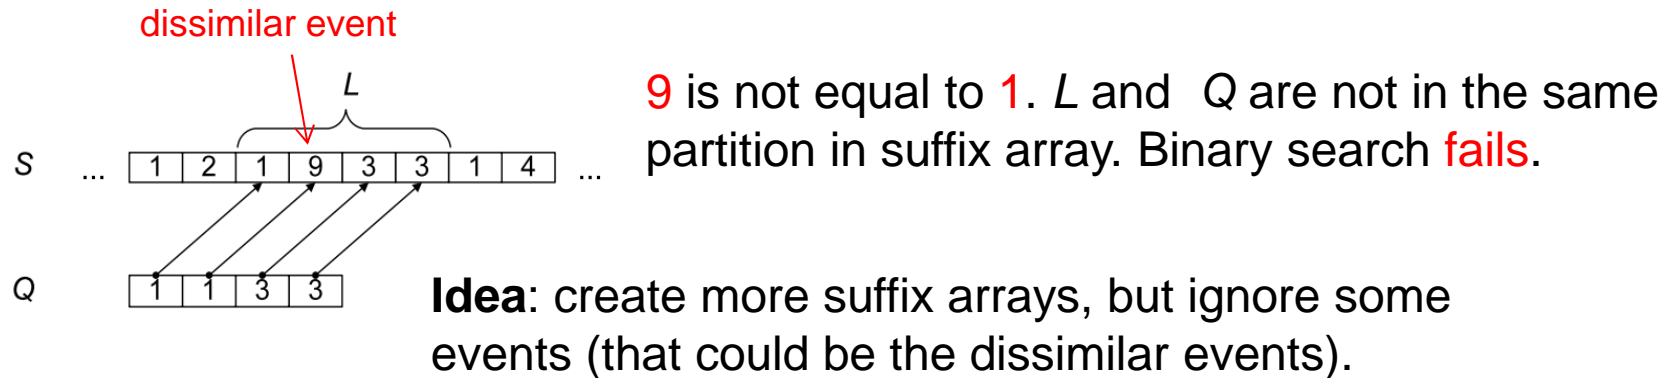 dissimilar event
L
S ... 1 2 1 9 3 3 1 4 ...
Q 1 1 3 3
9 is not equal to 1. L and Q are not in the same
partition in suffix array. Binary search fails.
Idea: create more suffix arrays, but ignore some
events (that could be the dissimilar events).